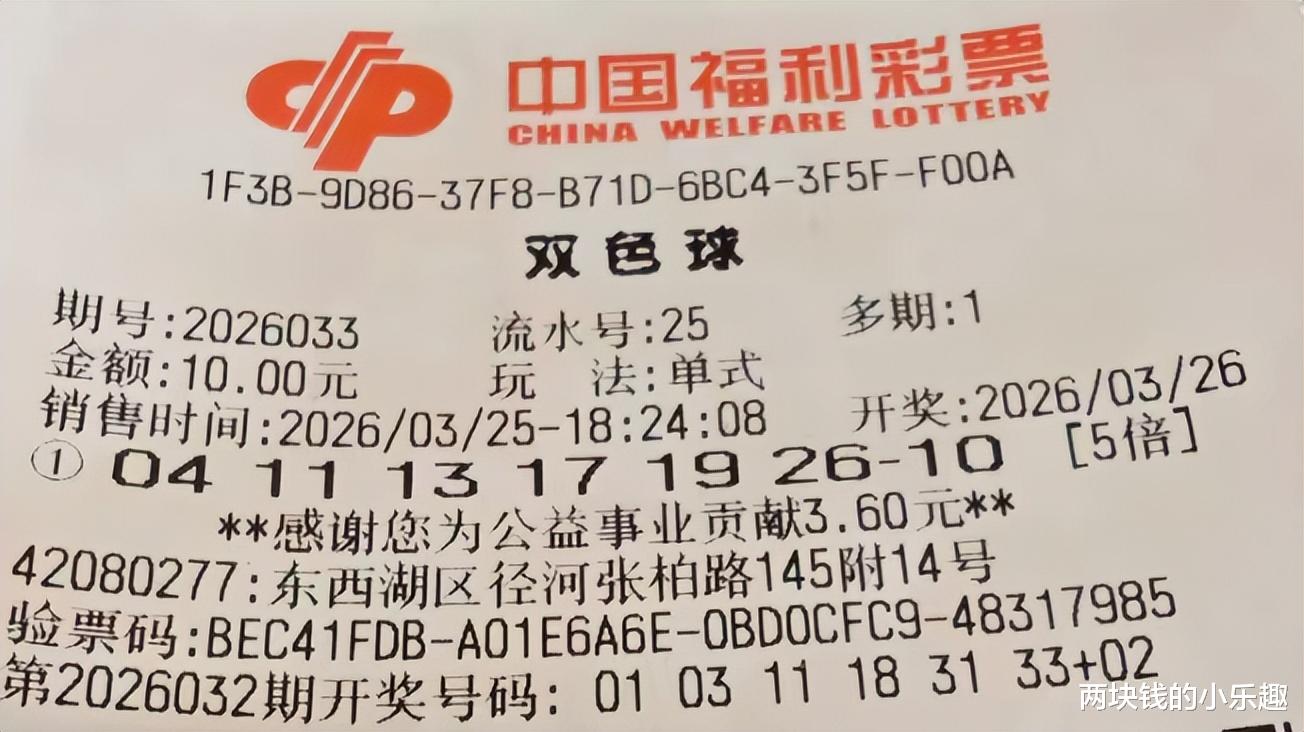 中国福利彩票
CHINA WELFARE LOTTERY
1F3B-9D86-37F8-B71D-6BC4-3F5F-F00A
双色球
期号:2026033 流水号:25 多期:1
金额:10.00元 玩 法:单式
销售时间:2026/03/25-18:24:08 开奖:2026/03/26
① 04 11 13 17 19 26-10 [5倍]
**感谢您为公益事业贡献3.60元**
42080277:东西湖区径河张柏路145附14号
验票码:BEC41FDB-A01E6A6E-0BD0CFC9-48317985
第2026032期开奖号码: 01 03 11 18 31 33+02
两块钱的小乐趣